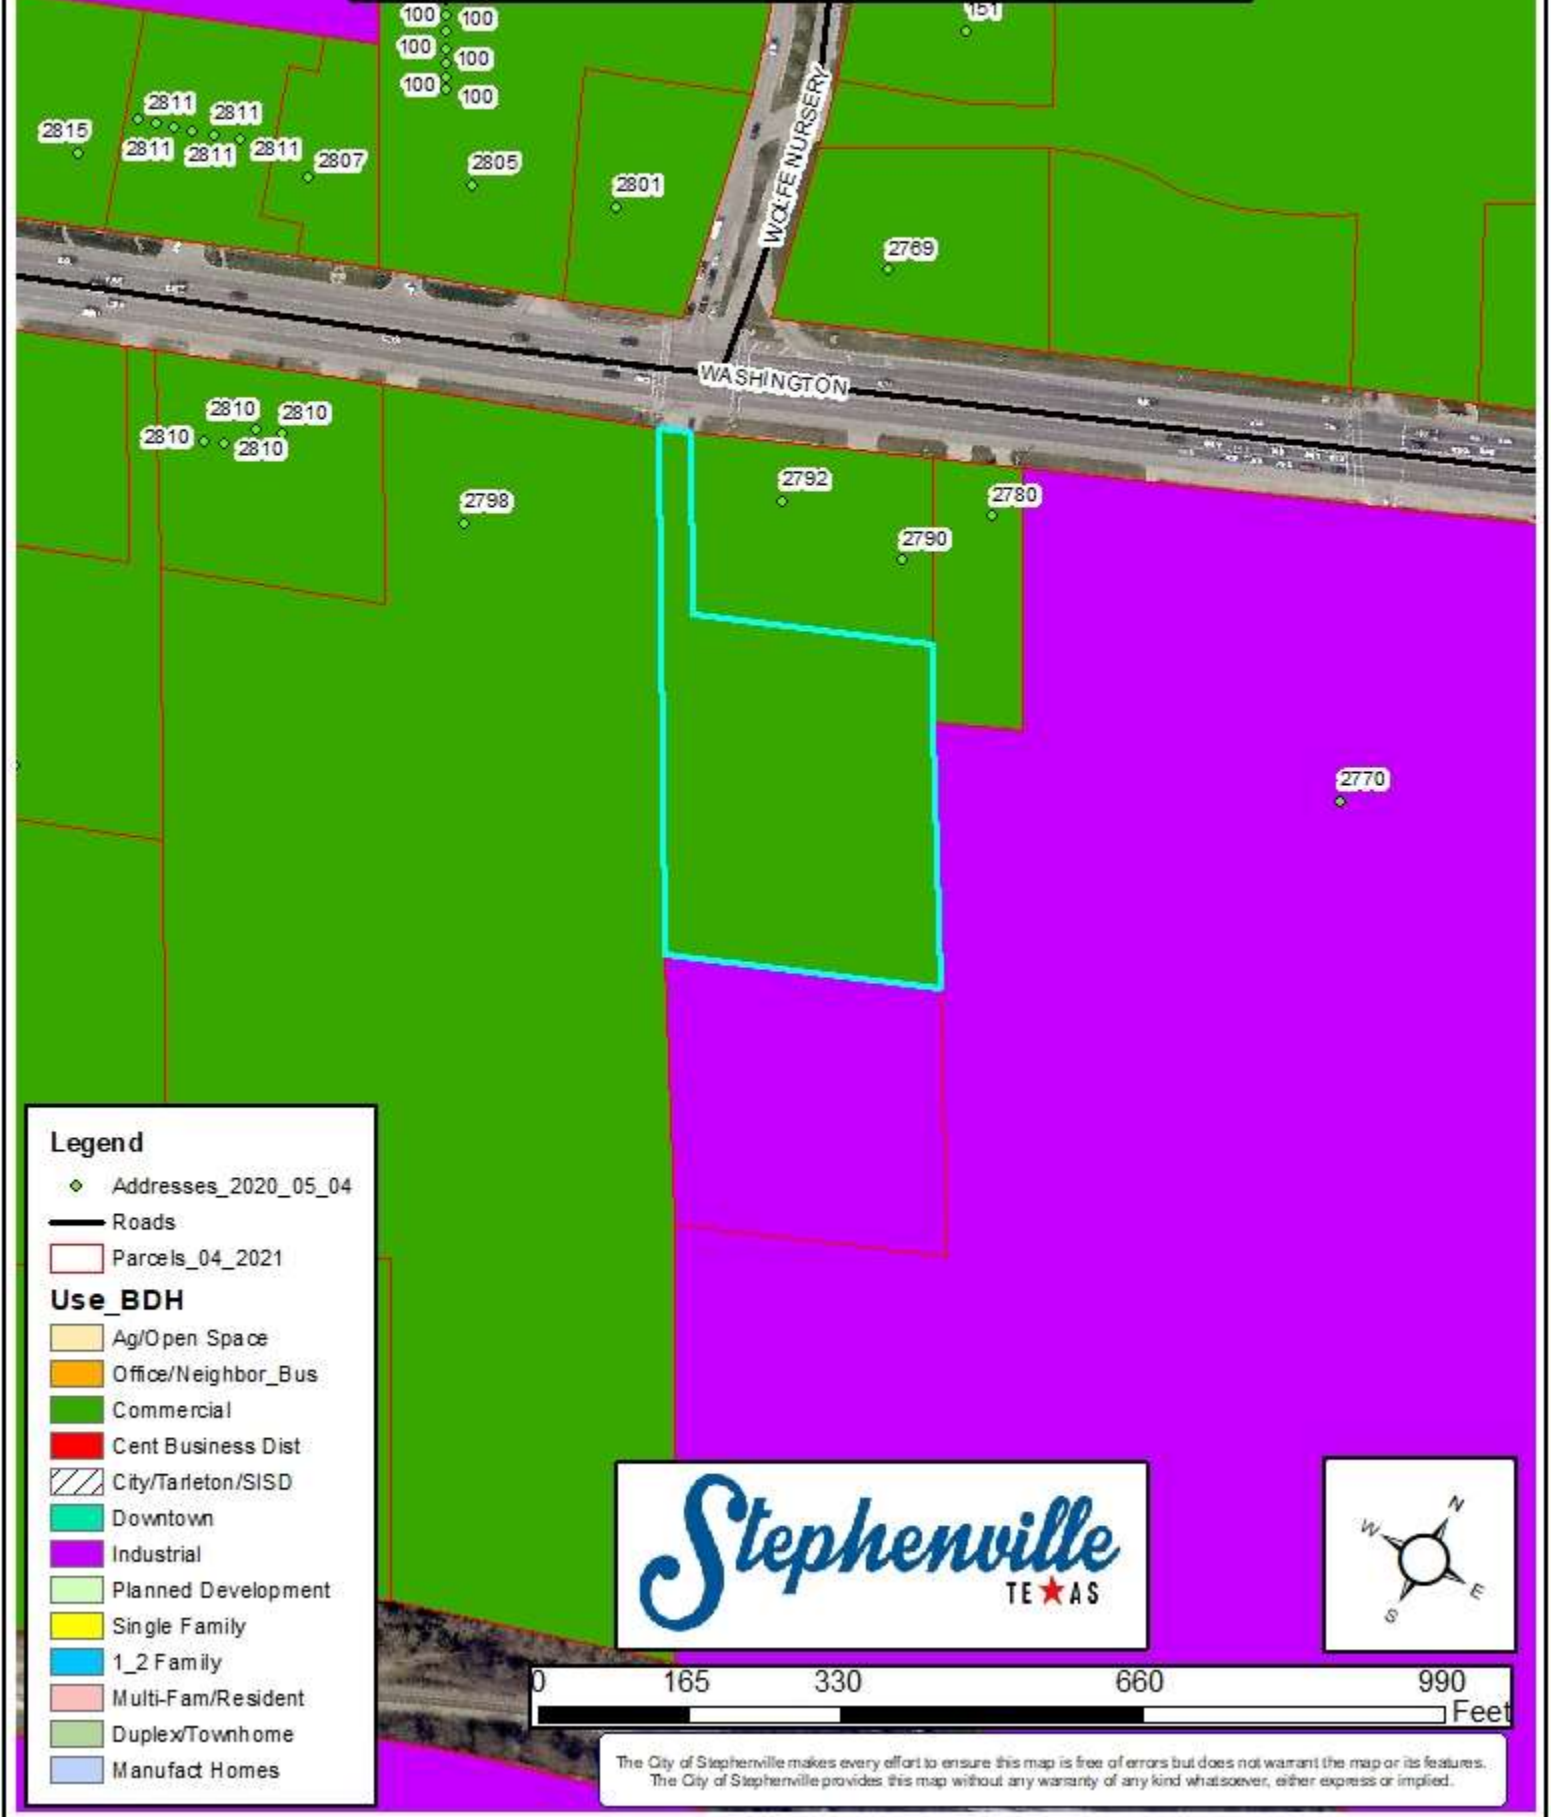 100 100
151
100 100
100 100
2811 2811
2815
2811 2811 2811
2807
2805
2801
WOLFE NURSERY
2769
WASHINGTON
2810 2810
2810 2810
2798
2792
2780
2790
2770
Legend
Addresses_2020_05_04
Roads
Parcels_04_2021
Use_BDH
Ag/Open Space
Office/Neighbor_Bus
Commercial
Cent Business Dist
City/Tarleton/SISD
Downtown
Industrial
Planned Development
Single Family
1_2 Family
Multi-Fam/Resident
Duplex/Townhome
Manufact Homes
Stephenville
TEXAS
N
W
E
S
0 165 330 660 990
Feet
The City of Stephenville makes every effort to ensure this map is free of errors but does not warrant the map or its features.
The City of Stephenville provides this map without any warranty of any kind whatsoever, either express or implied.